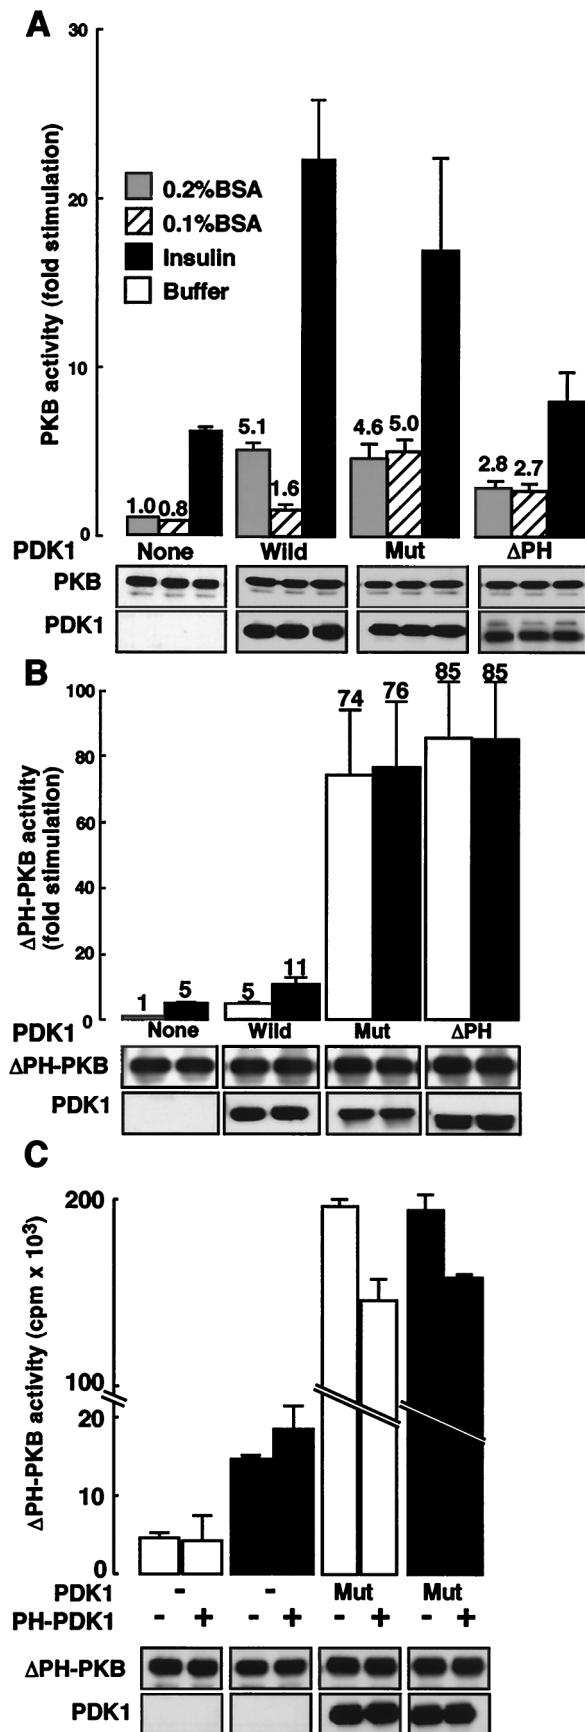 A
30
20
10
0
PKB activity (fold stimulation)
0.2%BSA
0.1%BSA
Insulin
Buffer
1.0 0.8
5.1
1.6
4.6 5.0
2.8 2.7
PDK1 None Wild Mut ΔPH
PKB
PDK1
B
100
80
60
40
20
0
ΔPH-PKB activity
(fold stimulation)
1 5
5 11
74 76
85 85
PDK1 None Wild Mut ΔPH
ΔPH-PKB
PDK1
C
200
100
20
10
0
ΔPH-PKB activity (cpm x 10³)
PDK1 - - Mut Mut
PH-PDK1 - + - + - + - +
ΔPH-PKB
PDK1